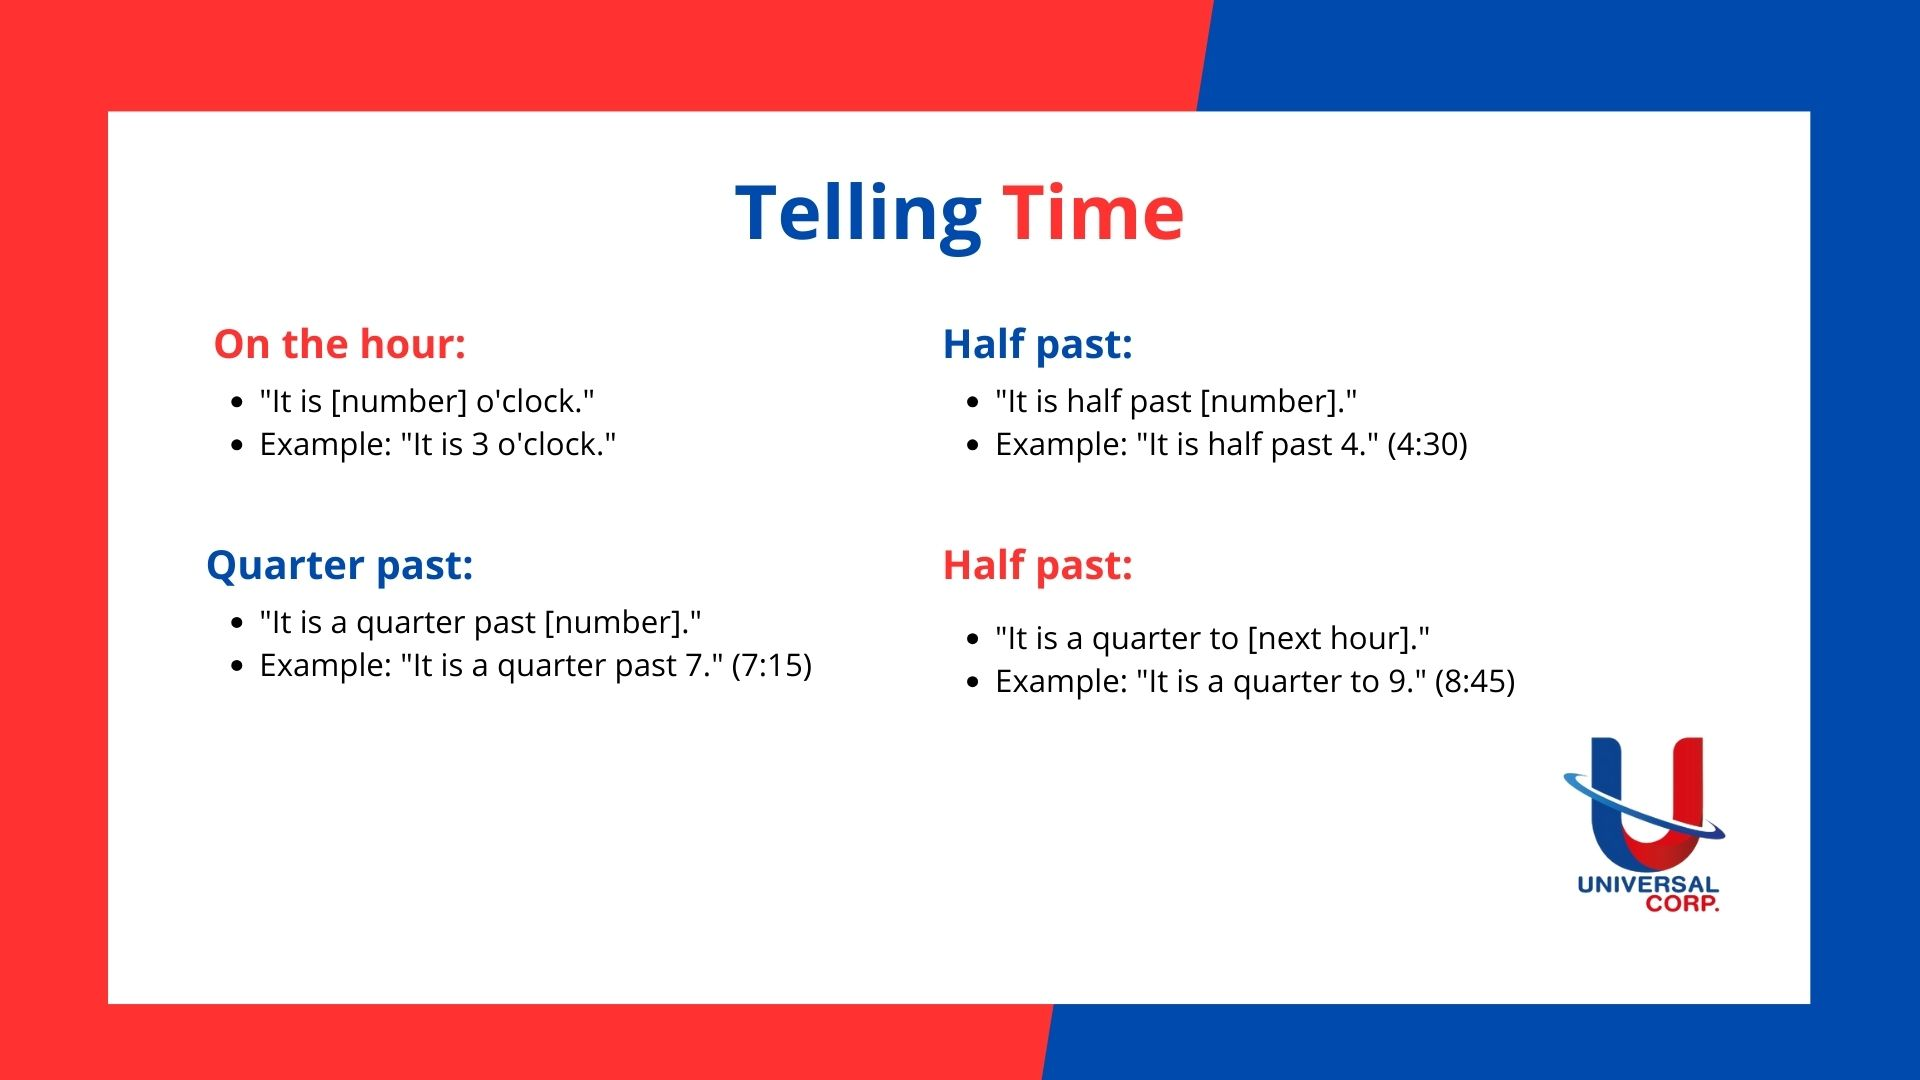 Telling Time
On the hour:
"It is [number] o'clock."
Example: "It is 3 o'clock."
Half past:
"It is half past [number]."
Example: "It is half past 4." (4:30)
Quarter past:
"It is a quarter past [number]."
Example: "It is a quarter past 7." (7:15)
Half past:
"It is a quarter to [next hour]."
Example: "It is a quarter to 9." (8:45)
UNIVERSAL
CORP.